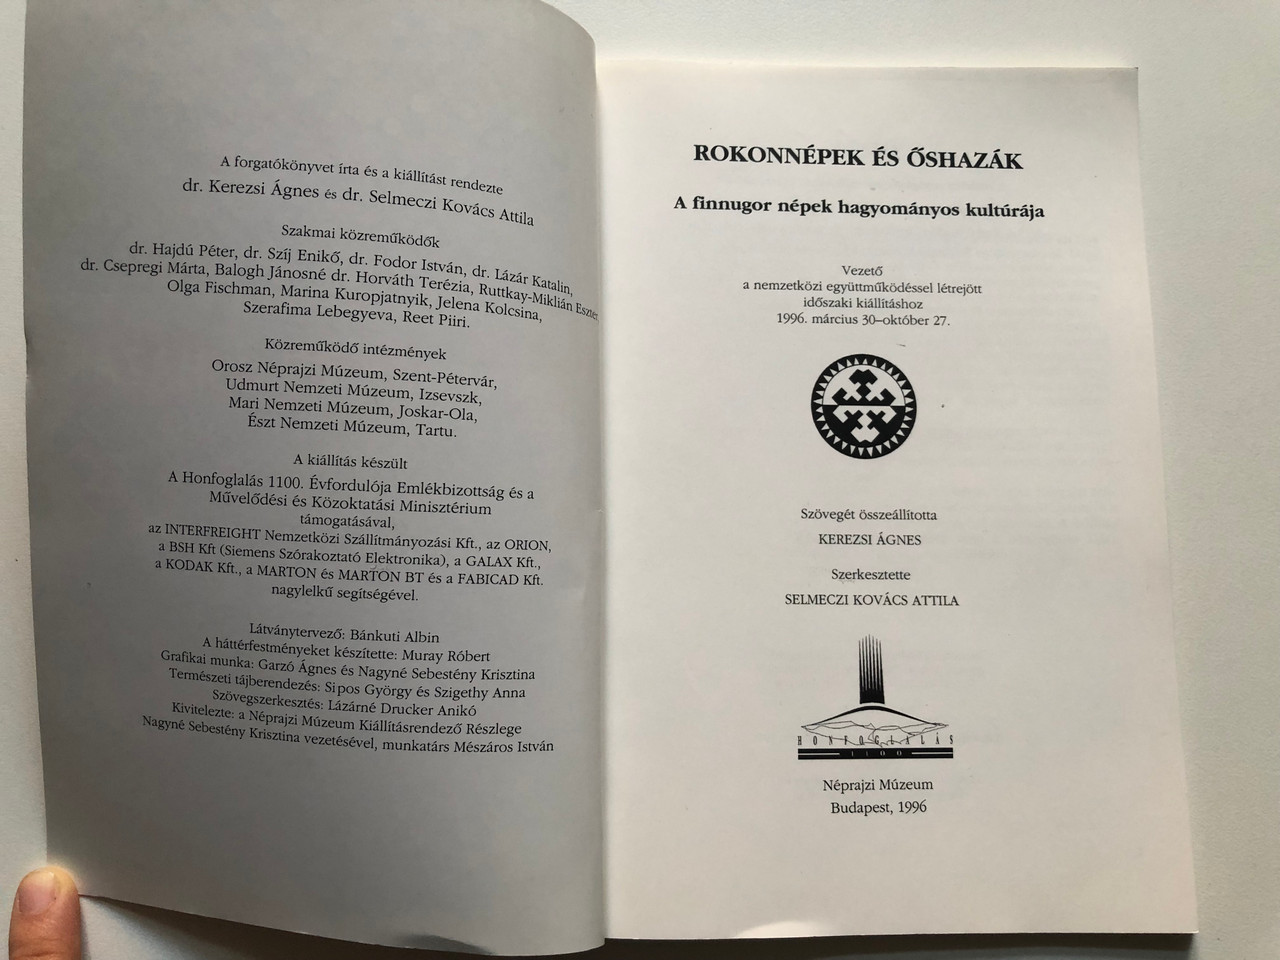 A forgatókönyvet írta és a kiállítást rendezte
dr. Kerezsi Ágnes és dr. Selmeczi Kovács Attila
Szakmai közreműködők
dr. Hajdú Péter, dr. Szíj Enikő, dr. Fodor István, dr. Lázár Katalin,
dr. Csepregi Márta, Balogh Jánosné dr. Horváth Terézia, Ruttkay-Miklián Eszter,
Olga Fischman, Marina Kuropjatnyik, Jelena Kolcsina,
Szerafima Lebegyeva, Reet Piiri.
Közreműködő intézmények
Orosz Néprajzi Múzeum, Szent-Pétervár,
Udmurt Nemzeti Múzeum, Izsevszk,
Mari Nemzeti Múzeum, Joskar-Ola,
Észt Nemzeti Múzeum, Tartu.
A kiállítás készült
A Honfoglalás 1100. Évfordulója Emlékbizottság és a
Művelődési és Közoktatási Minisztérium
támogatásával,
az INTERFREIGHT Nemzetközi Szállítmányozási Kft., az ORION,
a BSH Kft (Siemens Szórakoztató Elektronika), a GALAX Kft.,
a KODAK Kft., a MARTON és MARTON BT és a FABICAD Kft.
nagylelkű segítségével.
Látványtervező: Bánkuti Albin
A háttérfestményeket készítette: Muray Róbert
Grafikai munka: Garzó Ágnes és Nagyné Sebestény Krisztina
Természeti tájberendezés: Sipos György és Szigethy Anna
Szövegszerkesztés: Lázárné Drucker Anikó
Kivitelezte: a Néprajzi Múzeum Kiállításrendező Részlege
Nagyné Sebestény Krisztina vezetésével, munkatárs Mészáros István
ROKONNÉPEK ÉS ŐSHAZÁK
A finnugor népek hagyományos kultúrája
Vezető
a nemzetközi együttműködéssel létrejött
időszaki kiállításhoz
1996. március 30–október 27.
Szövegét összeállította
KEREZSI ÁGNES
Szerkesztette
SELMECZI KOVÁCS ATTILA
HONFOGLALÁS
1100
Néprajzi Múzeum
Budapest, 1996